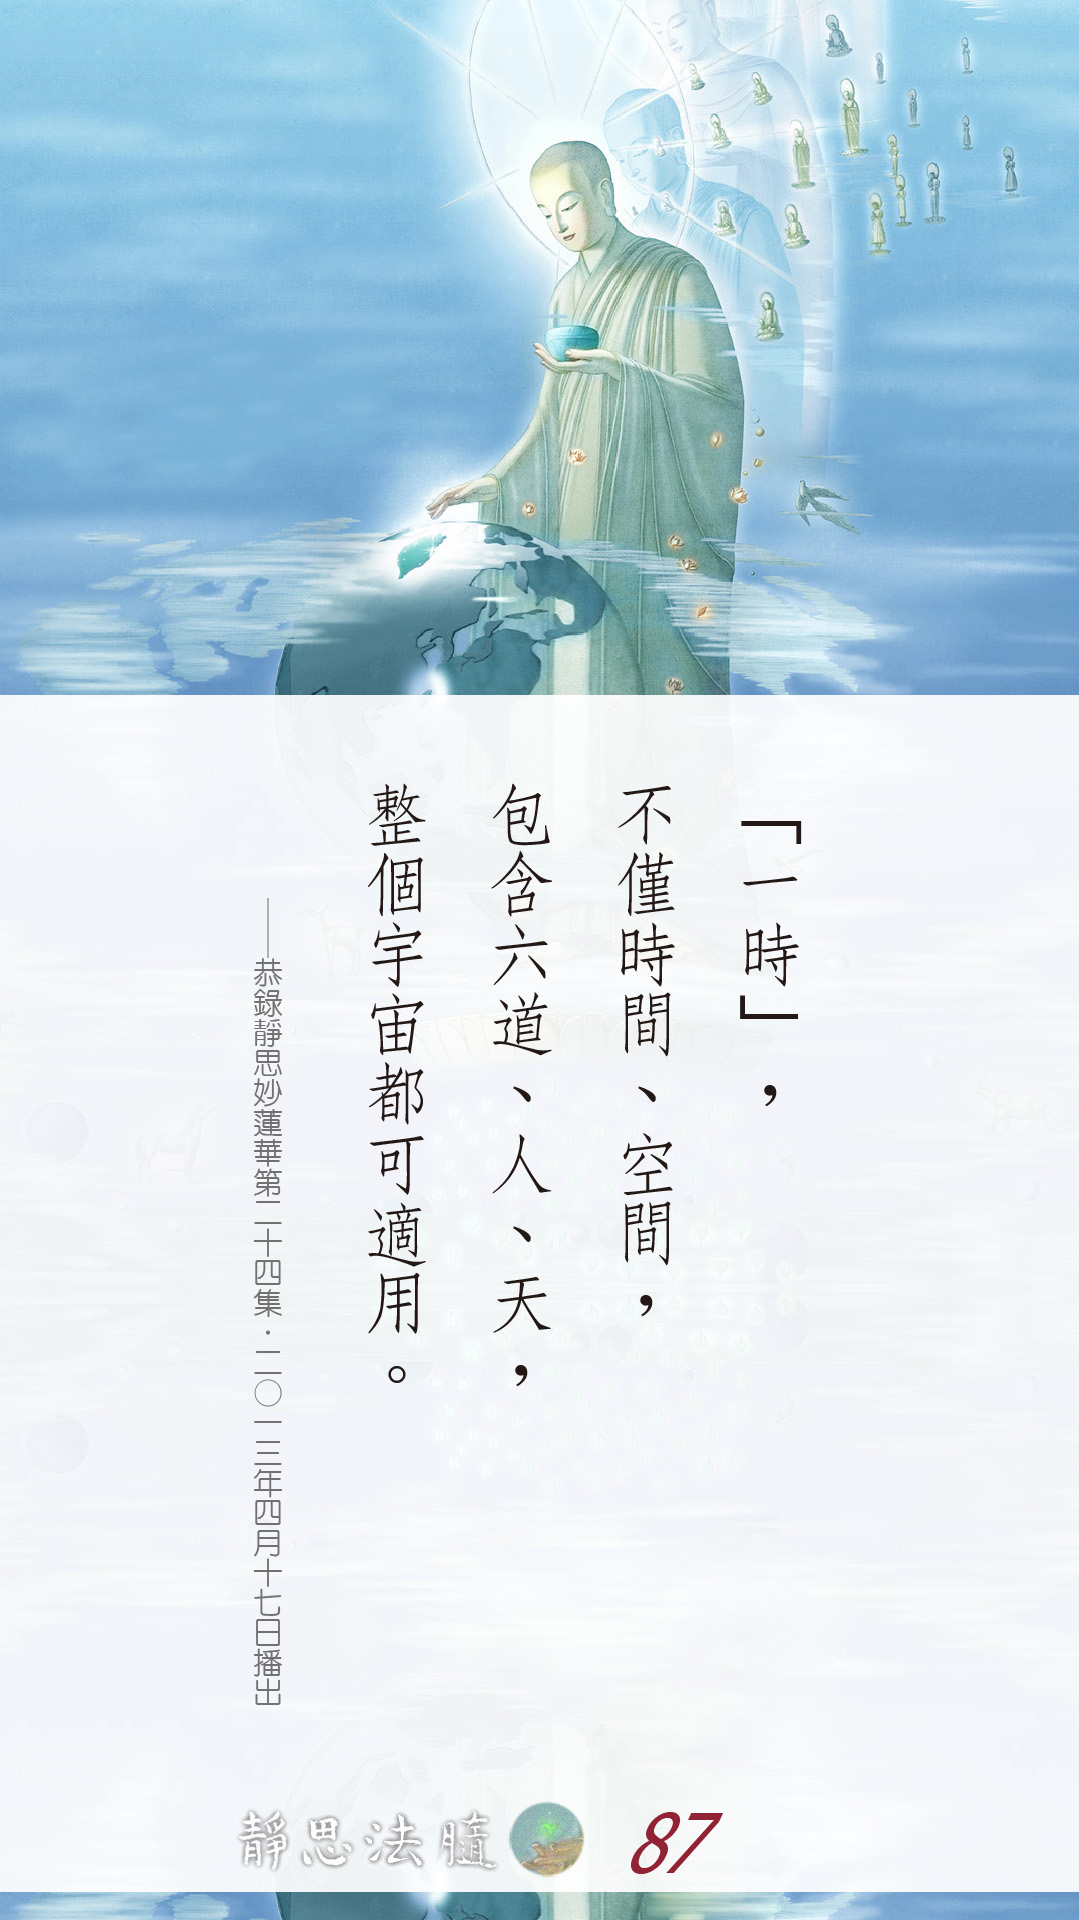 「一時」，
不僅時間、空間，
包含六道、人、天，
整個宇宙都可適用。
——恭錄靜思妙蓮華第二十四集．二〇一三年四月十七日播出
靜思法髓
87